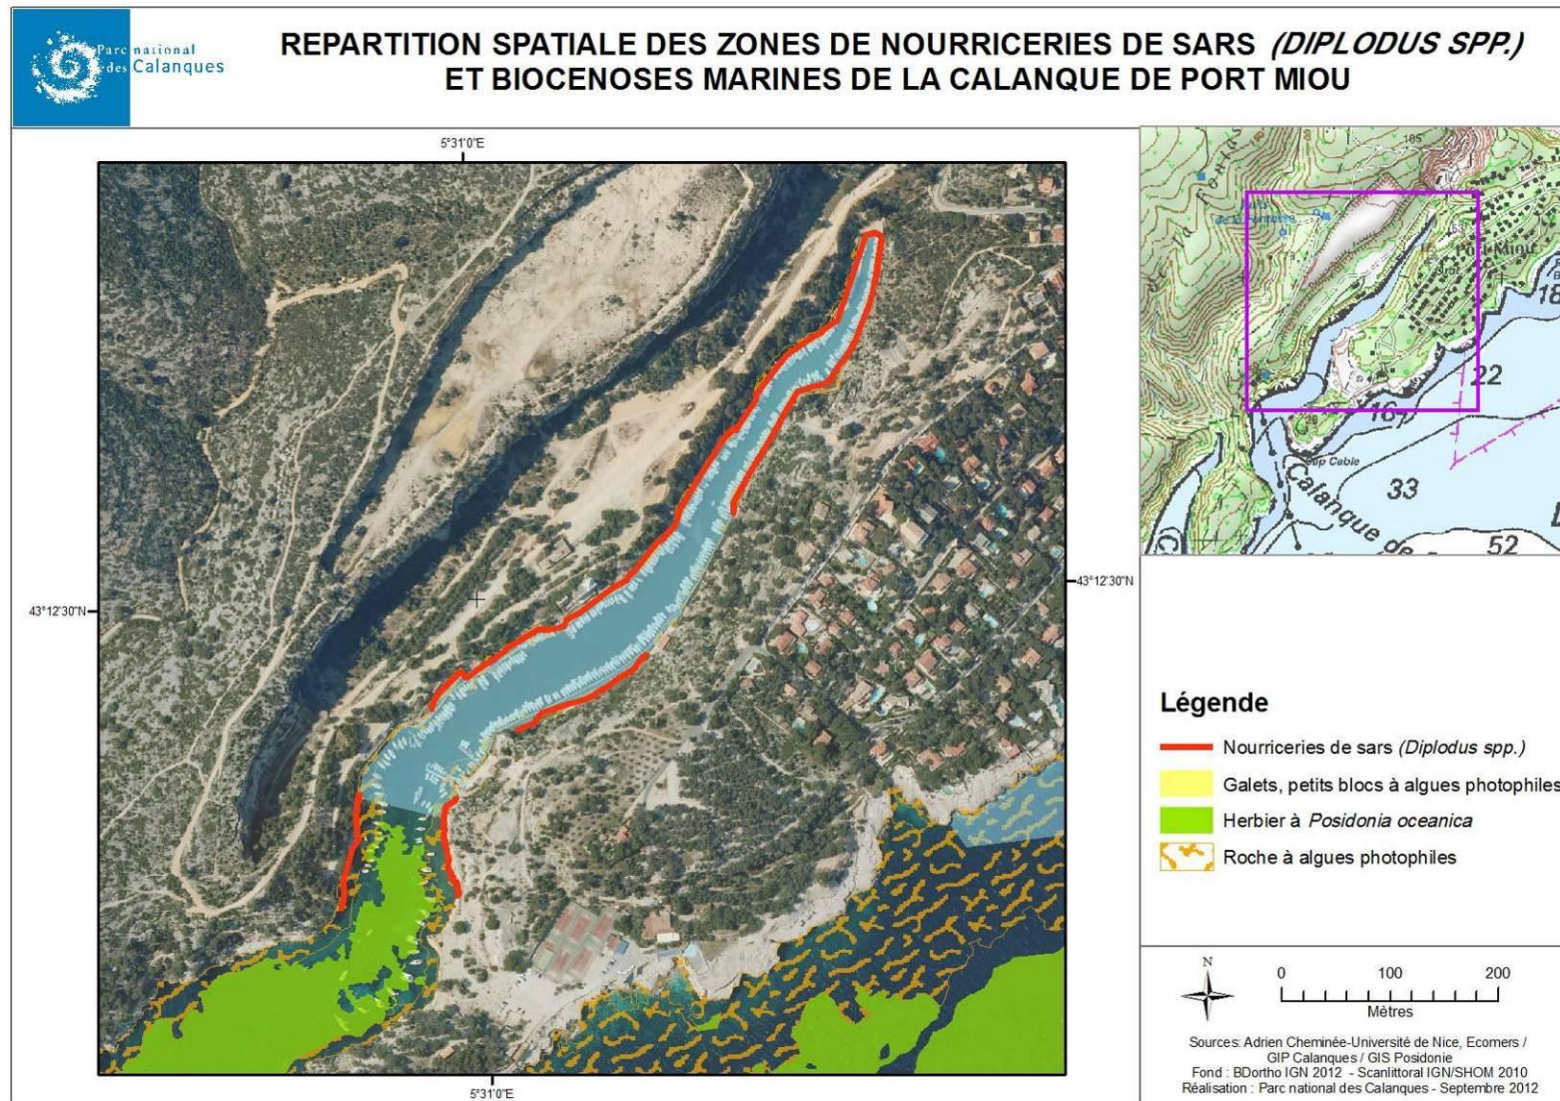 Parc national
des Calanques
REPARTITION SPATIALE DES ZONES DE NOURRICERIES DE SARS (DIPLODUS SPP.)
ET BIOCENOSES MARINES DE LA CALANQUE DE PORT MIOU
5°31'0"E
43°12'30"N
43°12'30"N
5°31'0"E
185
Port Miou
18
22
16
Cap Cable
33
Calanque de
52
Légende
Nourriceries de sars (Diplodus spp.)
Galets, petits blocs à algues photophiles
Herbier à Posidonia oceanica
Roche à algues photophiles
N
0 100 200
Mètres
Sources: Adrien Cheminée-Université de Nice, Ecomers /
GIP Calanques / GIS Posidonie
Fond : BDortho IGN 2012 - Scanlittoral IGN/SHOM 2010
Réalisation : Parc national des Calanques - Septembre 2012